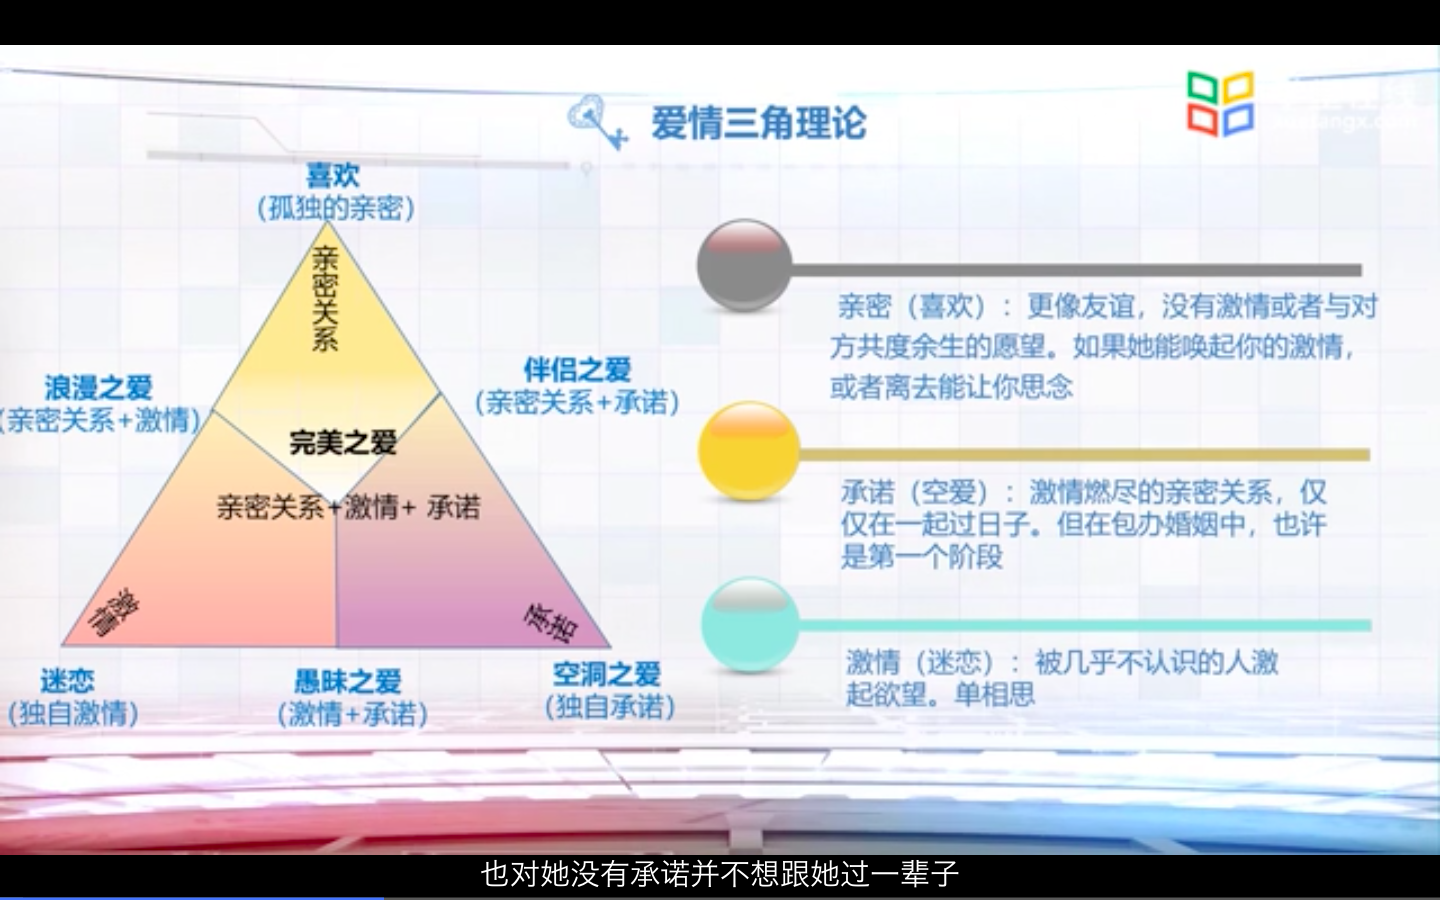 爱情三角理论
喜欢
(孤独的亲密)
亲密关系
浪漫之爱
(亲密关系+激情)
伴侣之爱
(亲密关系+承诺)
完美之爱
亲密关系+激情+ 承诺
激情
承诺
迷恋
(独自激情)
愚昧之爱
(激情+承诺)
空洞之爱
(独自承诺)
亲密（喜欢）：更像友谊，没有激情或者与对
方共度余生的愿望。如果她能唤起你的激情，
或者离去能让你思念
承诺（空爱）：激情燃尽的亲密关系，仅
仅在一起过日子。但在包办婚姻中，也许
是第一个阶段
激情（迷恋）：被几乎不认识的人激
起欲望。单相思
也对她没有承诺并不想跟她过一辈子